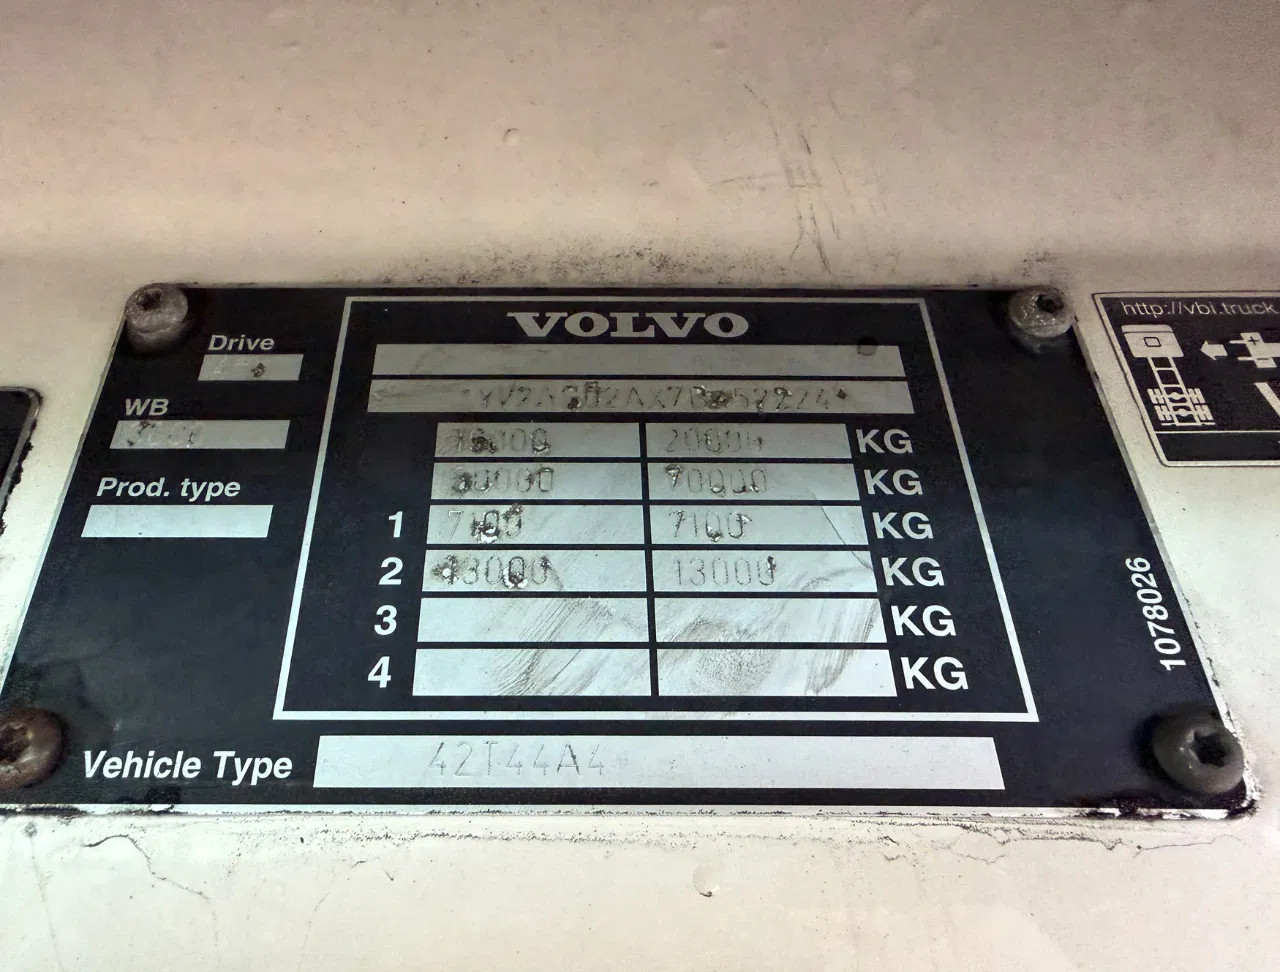 VOLVO
Drive
WB
Prod. type
20000 KG
70000 KG
1 7100 7100 KG
2 13000 13000 KG
3 KG
4 KG
Vehicle Type 42T44A4
1078026
http://vbi.truck